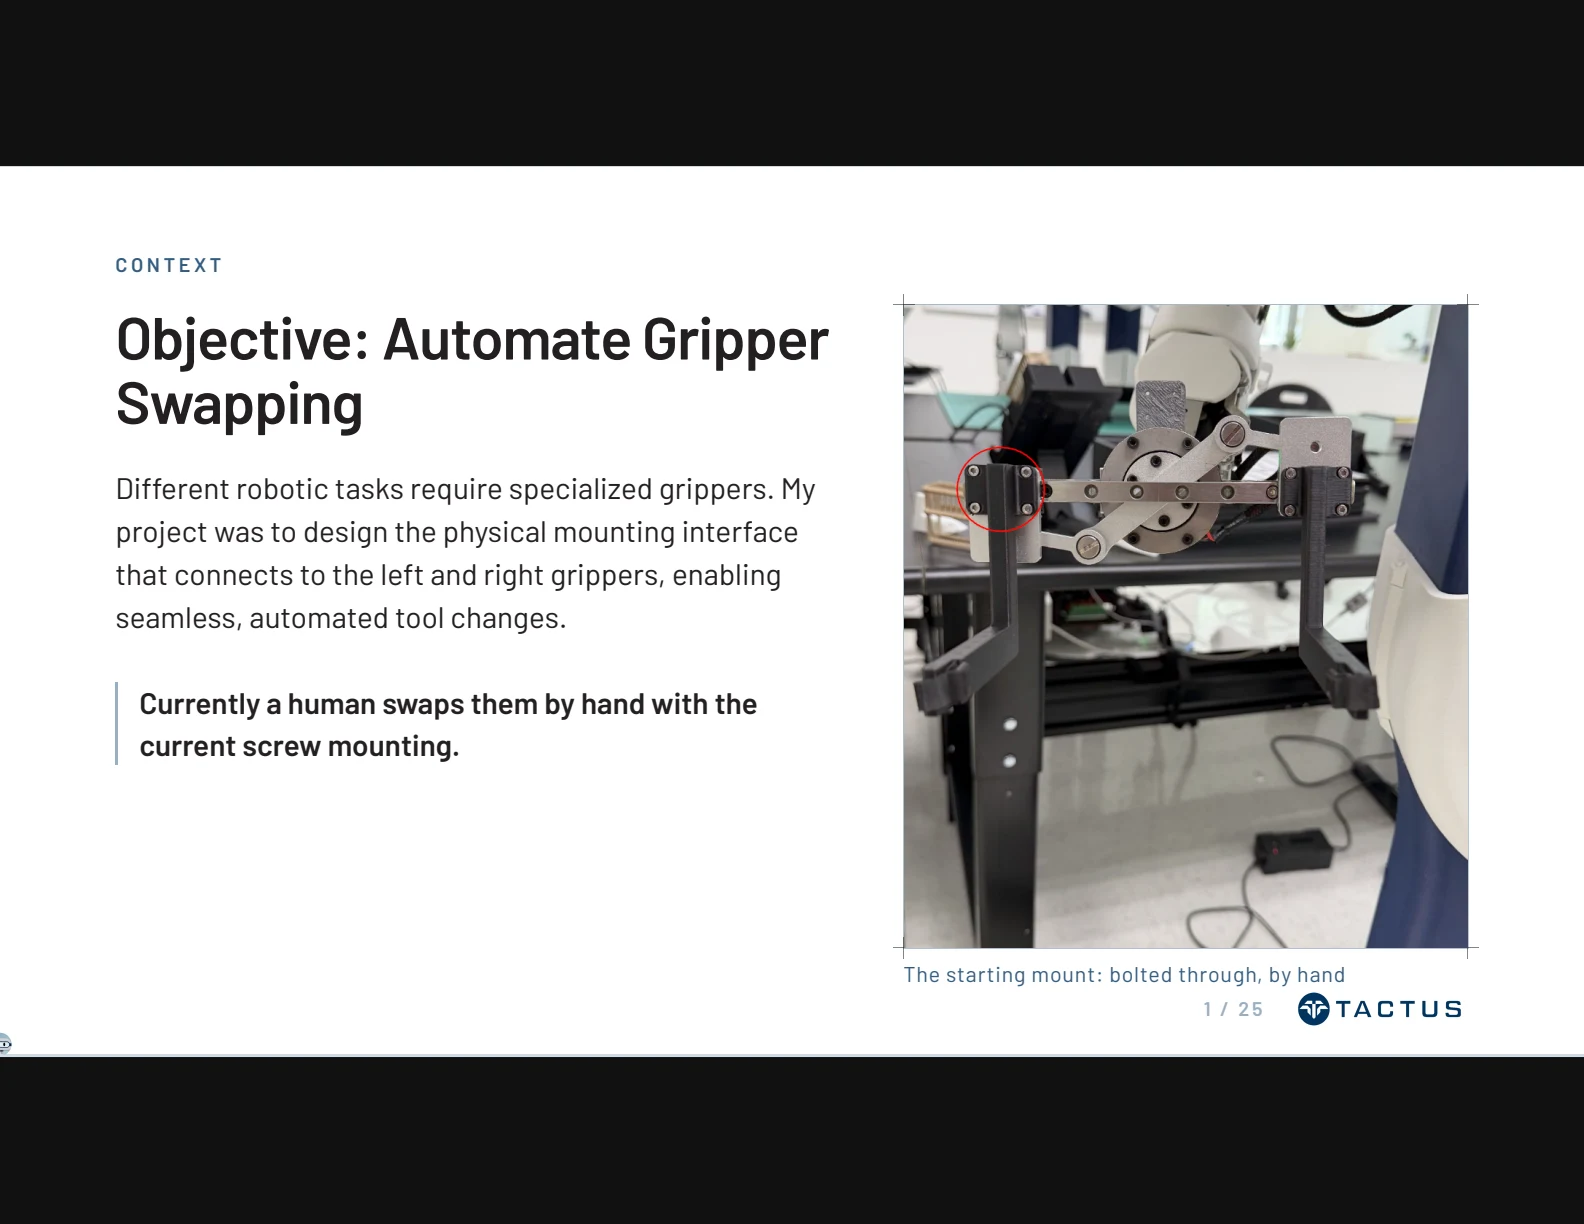 CONTEXT
Objective: Automate Gripper
Swapping
Different robotic tasks require specialized grippers. My
project was to design the physical mounting interface
that connects to the left and right grippers, enabling
seamless, automated tool changes.
Currently a human swaps them by hand with the
current screw mounting.
The starting mount: bolted through, by hand
1 / 25
TACTUS